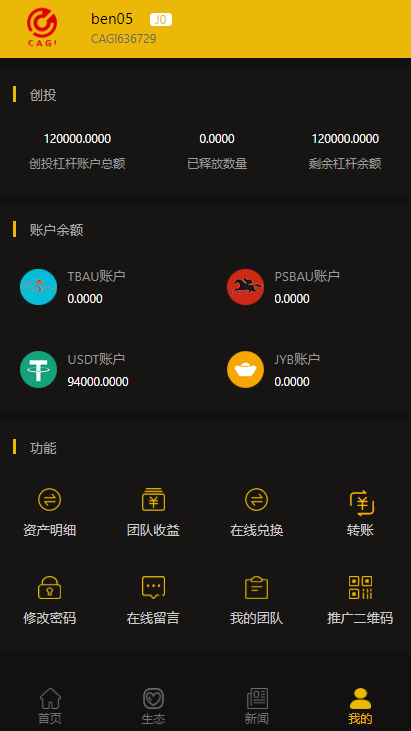 CAGI
ben05 J0
CAGI636729
创投
120000.0000 0.0000 120000.0000
创投杠杆账户总额 已释放数量 剩余杠杆余额
账户余额
TBAU账户 PSBAU账户
0.0000 0.0000
USDT账户 JYB账户
94000.0000 0.0000
功能
资产明细 团队收益 在线兑换 转账
修改密码 在线留言 我的团队 推广二维码
首页 生态 新闻 我的